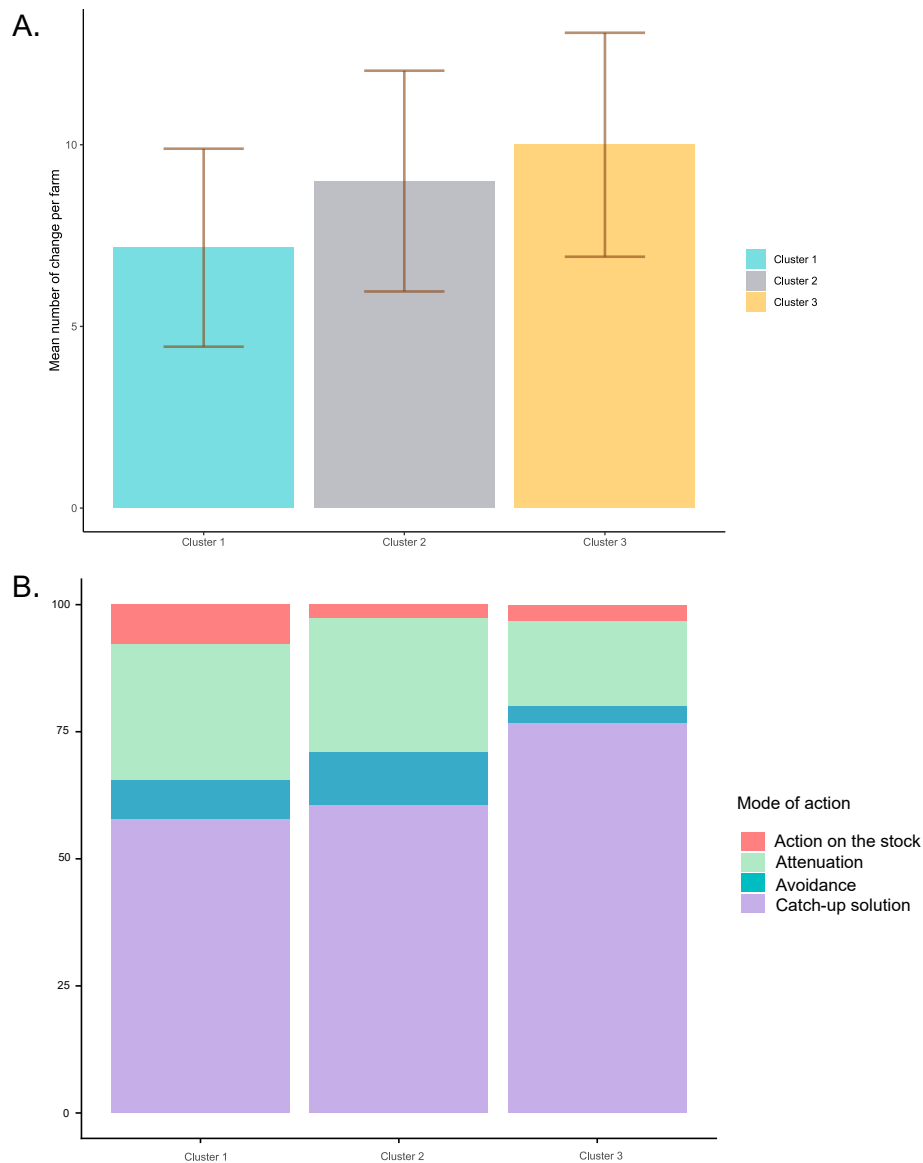 A.
Mean number of change per farm
10
5
0
Cluster 1
Cluster 2
Cluster 3
Cluster 1
Cluster 2
Cluster 3
B.
100
75
50
25
0
Cluster 1
Cluster 2
Cluster 3
Mode of action
Action on the stock
Attenuation
Avoidance
Catch-up solution